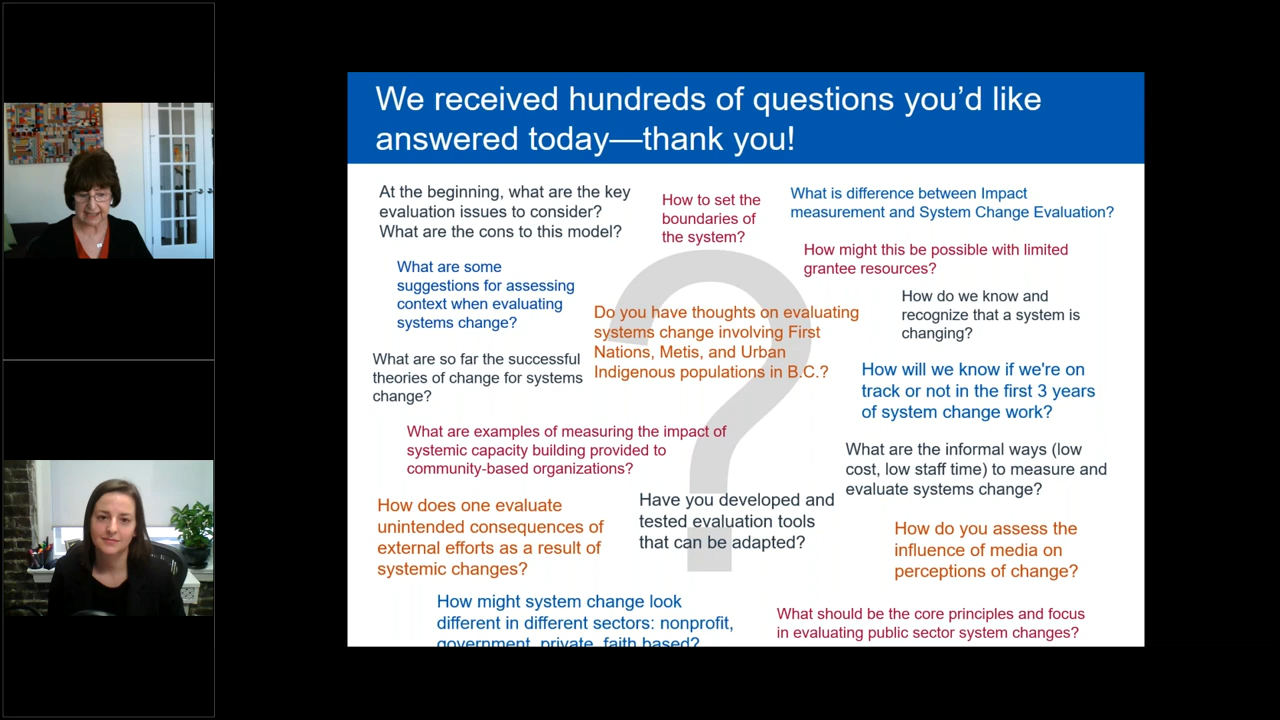 We received hundreds of questions you'd like
answered today—thank you!
At the beginning, what are the key
evaluation issues to consider?
What are the cons to this model?
How to set the
boundaries of
the system?
What is difference between Impact
measurement and System Change Evaluation?
How might this be possible with limited
grantee resources?
What are some
suggestions for assessing
context when evaluating
systems change?
Do you have thoughts on evaluating
systems change involving First
Nations, Metis, and Urban
Indigenous populations in B.C.?
How do we know and
recognize that a system is
changing?
What are so far the successful
theories of change for systems
change?
How will we know if we're on
track or not in the first 3 years
of system change work?
What are examples of measuring the impact of
systemic capacity building provided to
community-based organizations?
What are the informal ways (low
cost, low staff time) to measure and
evaluate systems change?
How does one evaluate
unintended consequences of
external efforts as a result of
systemic changes?
Have you developed and
tested evaluation tools
that can be adapted?
How do you assess the
influence of media on
perceptions of change?
How might system change look
different in different sectors: nonprofit,
government, private, faith based?
What should be the core principles and focus
in evaluating public sector system changes?
?